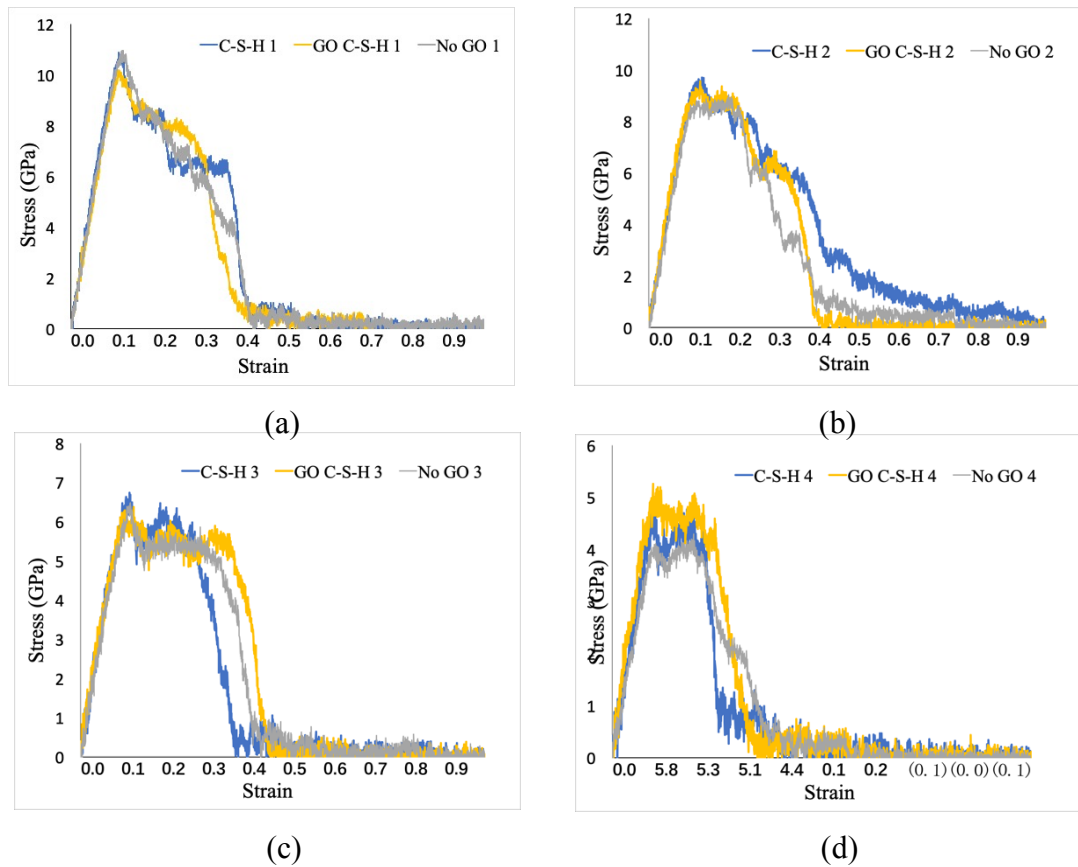 12
10
8
6
4
2
0
Stress (GPa)
C-S-H 1 GO C-S-H 1 No GO 1
0.0 0.1 0.2 0.3 0.4 0.5 0.6 0.7 0.8 0.9
Strain
(a)
12
10
8
6
4
2
0
Stress (GPa)
C-S-H 2 GO C-S-H 2 No GO 2
0.0 0.1 0.2 0.3 0.4 0.5 0.6 0.7 0.8 0.9
Strain
(b)
8
7
6
5
4
3
2
1
0
Stress (GPa)
C-S-H 3 GO C-S-H 3 No GO 3
0.0 0.1 0.2 0.3 0.4 0.5 0.6 0.7 0.8 0.9
Strain
(c)
6
5
4
3
2
1
0
Stress (GPa)
C-S-H 4 GO C-S-H 4 No GO 4
0.0 5.8 5.3 5.1 4.4 0.1 0.2 (0.1) (0.0) (0.1)
Strain
(d)